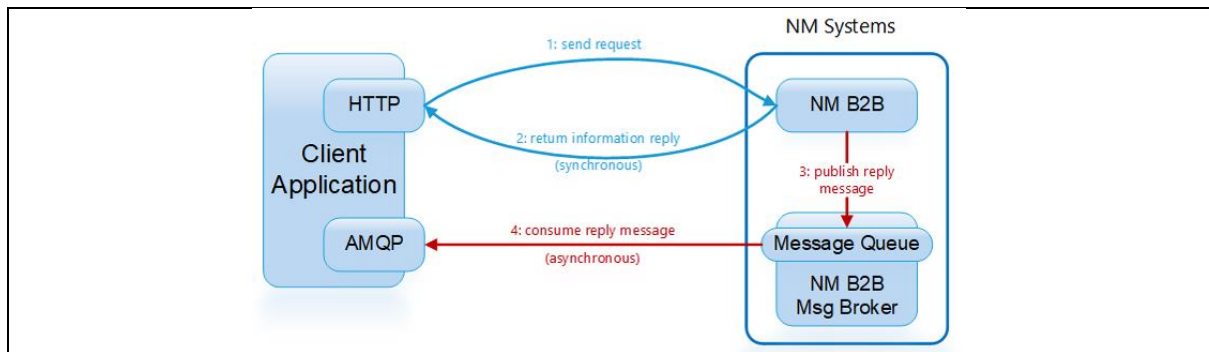 NM Systems
1: send request
HTTP
NM B2B
2: return information reply
(synchronous)
Client
Application
3: publish reply
message
AMQP
4: consume reply message
(asynchronous)
Message Queue
NM B2B
Msg Broker